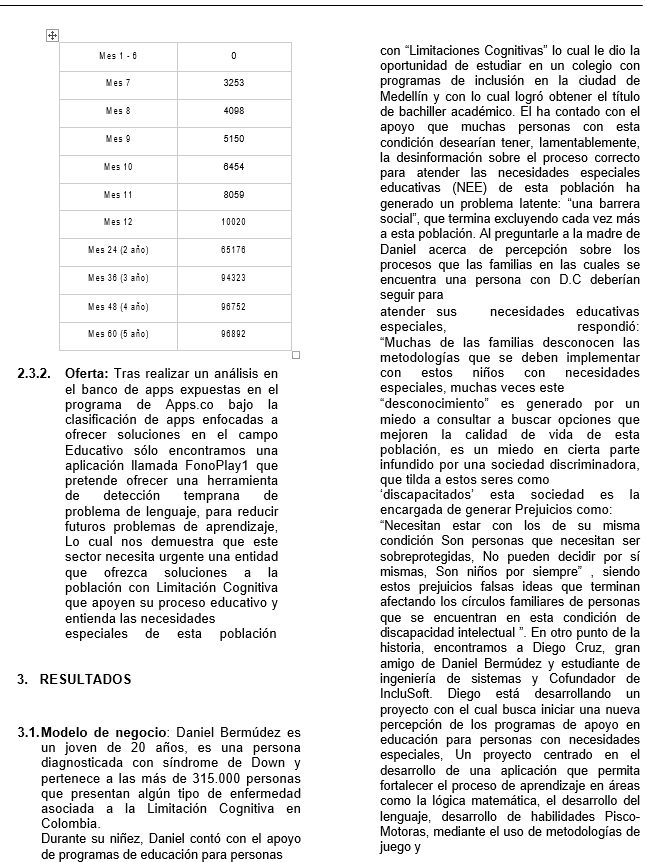 Mes 1 - 6 0
Mes 7 3253
Mes 8 4098
Mes 9 5150
Mes 10 6454
Mes 11 8059
Mes 12 10020
Mes 24 (2 año) 65176
Mes 36 (3 año) 94323
Mes 48 (4 año) 96752
Mes 60 (5 año) 96892
2.3.2. Oferta: Tras realizar un análisis en
el banco de apps expuestas en el
programa de Apps.co bajo la
clasificación de apps enfocadas a
ofrecer soluciones en el campo
Educativo sólo encontramos una
aplicación llamada FonoPlay1 que
pretende ofrecer una herramienta
de detección temprana de
problema de lenguaje, para reducir
futuros problemas de aprendizaje,
Lo cual nos demuestra que este
sector necesita urgente una entidad
que ofrezca soluciones a la
población con Limitación Cognitiva
que apoyen su proceso educativo y
entienda las necesidades
especiales de esta población
3. RESULTADOS
3.1. Modelo de negocio: Daniel Bermúdez es
un joven de 20 años, es una persona
diagnosticada con síndrome de Down y
pertenece a las más de 315.000 personas
que presentan algún tipo de enfermedad
asociada a la Limitación Cognitiva en
Colombia.
Durante su niñez, Daniel contó con el apoyo
de programas de educación para personas
con “Limitaciones Cognitivas” lo cual le dio la
oportunidad de estudiar en un colegio con
programas de inclusión en la ciudad de
Medellín y con lo cual logró obtener el título
de bachiller académico. El ha contado con el
apoyo que muchas personas con esta
condición desearían tener, lamentablemente,
la desinformación sobre el proceso correcto
para atender las necesidades especiales
educativas (NEE) de esta población ha
generado un problema latente: “una barrera
social”, que termina excluyendo cada vez más
a esta población. Al preguntarle a la madre de
Daniel acerca de percepción sobre los
procesos que las familias en las cuales se
encuentra una persona con D.C deberían
seguir para
atender sus necesidades educativas
especiales, respondió:
“Muchas de las familias desconocen las
metodologías que se deben implementar
con estos niños con necesidades
especiales, muchas veces este
“desconocimiento” es generado por un
miedo a consultar a buscar opciones que
mejoren la calidad de vida de esta
población, es un miedo en cierta parte
infundido por una sociedad discriminadora,
que tilda a estos seres como
‘discapacitados’ esta sociedad es la
encargada de generar Prejuicios como:
“Necesitan estar con los de su misma
condición Son personas que necesitan ser
sobreprotegidas, No pueden decidir por sí
mismas, Son niños por siempre” , siendo
estos prejuicios falsas ideas que terminan
afectando los círculos familiares de personas
que se encuentran en esta condición de
discapacidad intelectual ”. En otro punto de la
historia, encontramos a Diego Cruz, gran
amigo de Daniel Bermúdez y estudiante de
ingeniería de sistemas y Cofundador de
IncluSoft. Diego está desarrollando un
proyecto con el cual busca iniciar una nueva
percepción de los programas de apoyo en
educación para personas con necesidades
especiales, Un proyecto centrado en el
desarrollo de una aplicación que permita
fortalecer el proceso de aprendizaje en áreas
como la lógica matemática, el desarrollo del
lenguaje, desarrollo de habilidades Pisco-
Motoras, mediante el uso de metodologías de
juego y